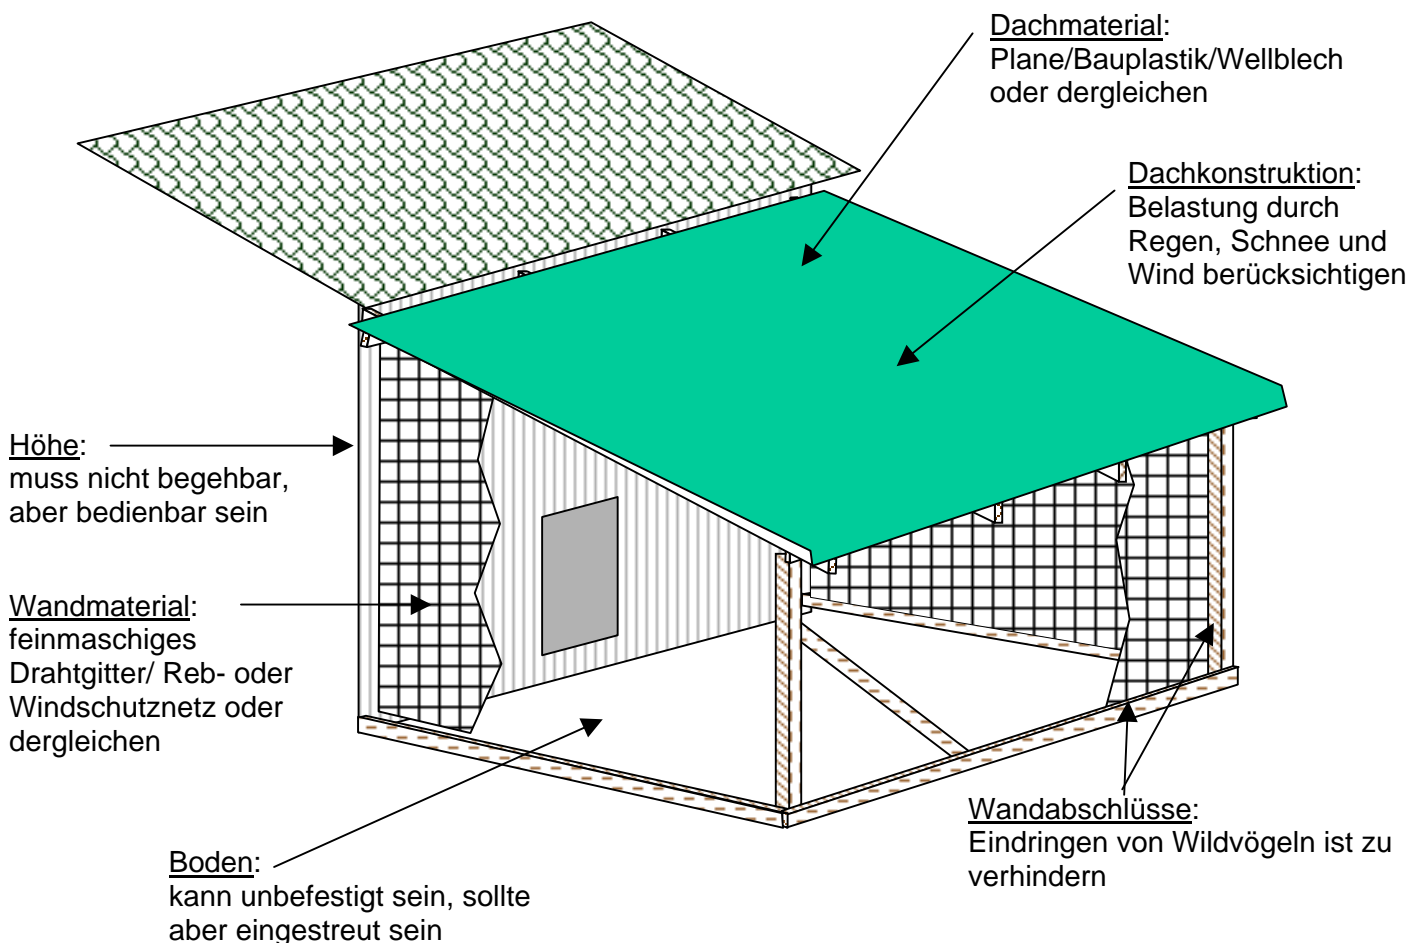 Dachmaterial:
Plane/Bauplastik/Wellblech
oder dergleichen
Dachkonstruktion:
Belastung durch
Regen, Schnee und
Wind berücksichtigen
Höhe:
muss nicht begehbar,
aber bedienbar sein
Wandmaterial:
feinmaschiges
Drahtgitter/ Reb- oder
Windschutznetz oder
dergleichen
Wandabschlüsse:
Eindringen von Wildvögeln ist zu
verhindern
Boden:
kann unbefestigt sein, sollte
aber eingestreut sein